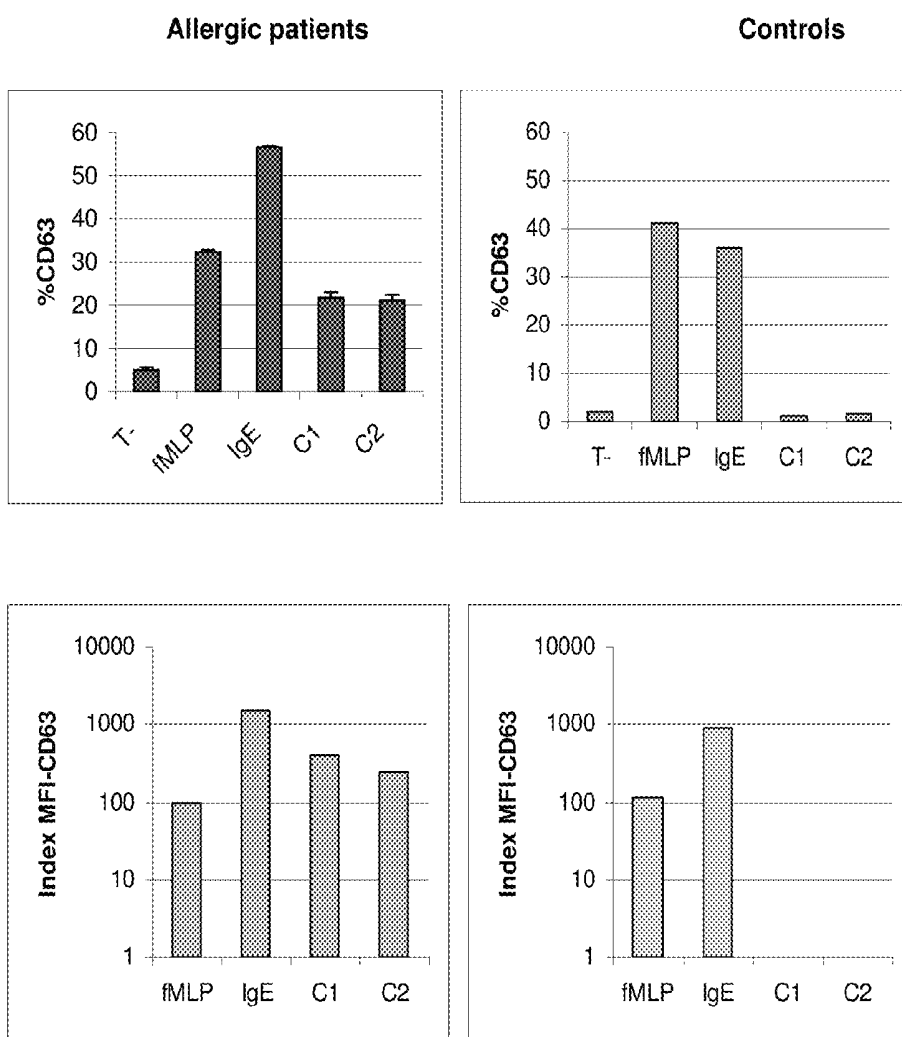 Allergic patients
Controls
%CD63
60
50
40
30
20
10
0
T-
fMLP
IgE
C1
C2
%CD63
60
50
40
30
20
10
0
T- fMLP IgE C1 C2
Index MFI-CD63
10000
1000
100
10
1
fMLP IgE C1 C2
Index MFI-CD63
10000
1000
100
10
1
fMLP IgE C1 C2